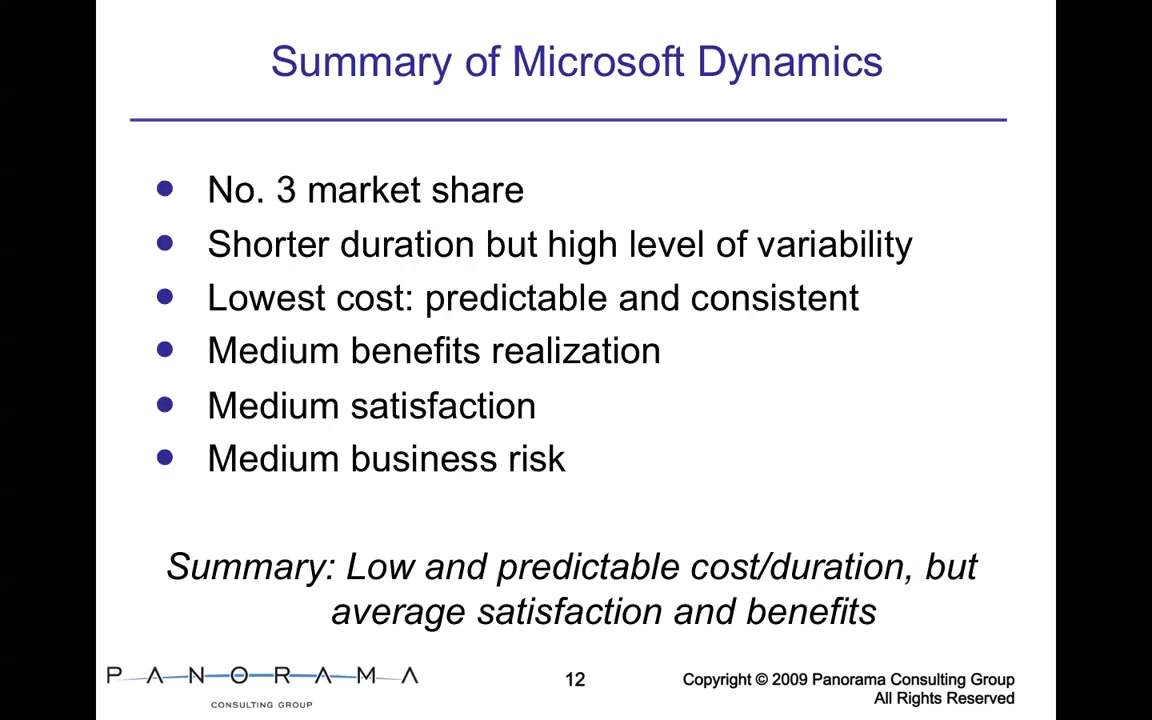 Summary of Microsoft Dynamics
No. 3 market share
Shorter duration but high level of variability
Lowest cost: predictable and consistent
Medium benefits realization
Medium satisfaction
Medium business risk
Summary: Low and predictable cost/duration, but
average satisfaction and benefits
PANORAMA
CONSULTING GROUP
12
Copyright © 2009 Panorama Consulting Group
All Rights Reserved